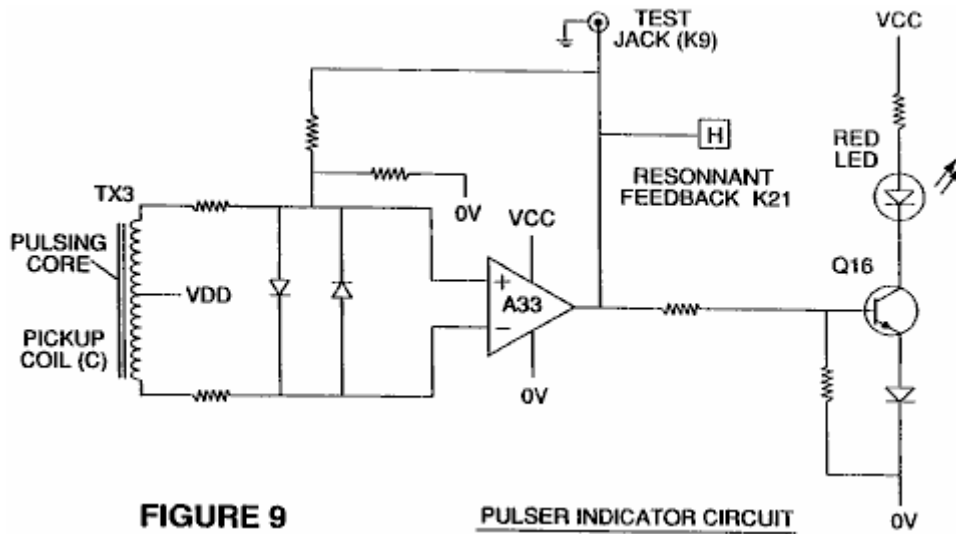 TEST
JACK (K9)
VCC
H
RED
LED
RESONNANT
FEEDBACK K21
TX3
0V
VCC
Q16
PULSING
CORE
VDD
+
A33
−
PICKUP
COIL (C)
0V
FIGURE 9
PULSER INDICATOR CIRCUIT
0V